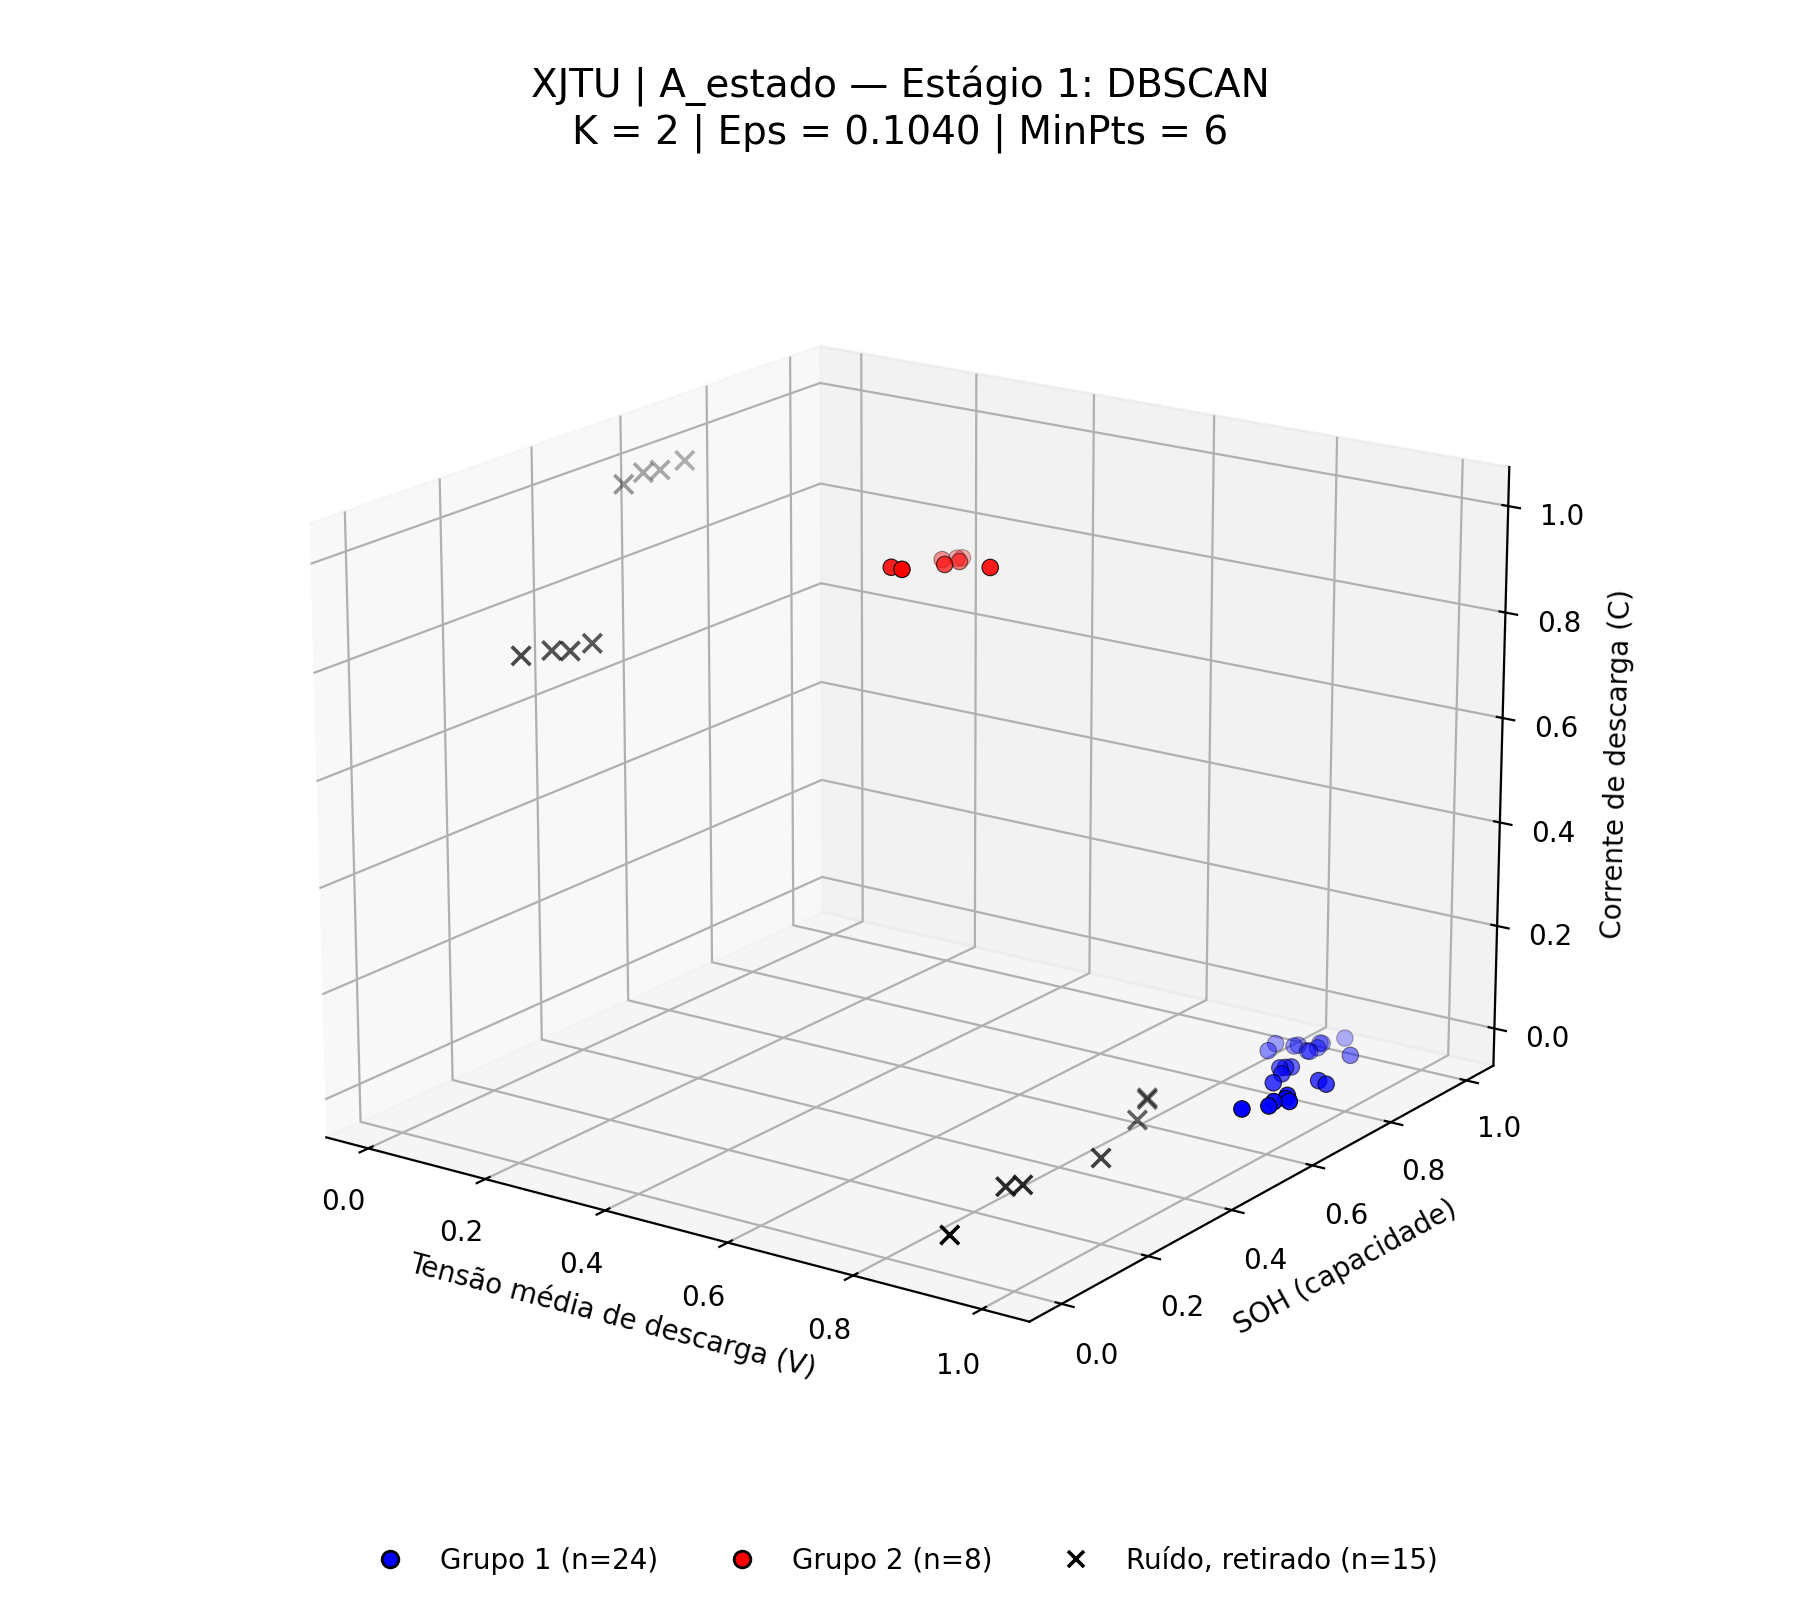 XJTU | A_estado — Estágio 1: DBSCAN
K = 2 | Eps = 0.1040 | MinPts = 6
1.0
0.8
0.6
0.4
0.2
0.0
Corrente de descarga (C)
0.0
0.2
0.4
0.6
0.8
1.0
Tensão média de descarga (V)
0.0
0.2
0.4
0.6
0.8
1.0
SOH (capacidade)
Grupo 1 (n=24)
Grupo 2 (n=8)
Ruído, retirado (n=15)